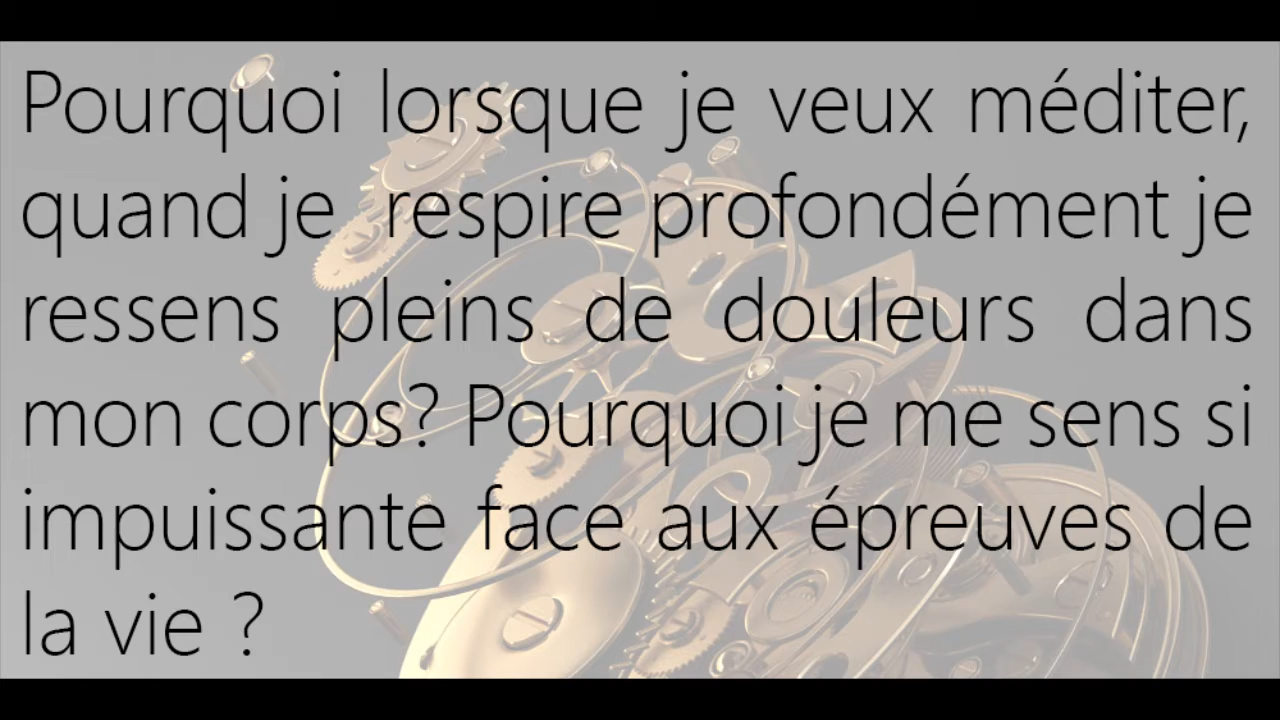 Pourquoi lorsque je veux méditer,
quand je respire profondément je
ressens pleins de douleurs dans
mon corps? Pourquoi je me sens si
impuissante face aux épreuves de
la vie ?